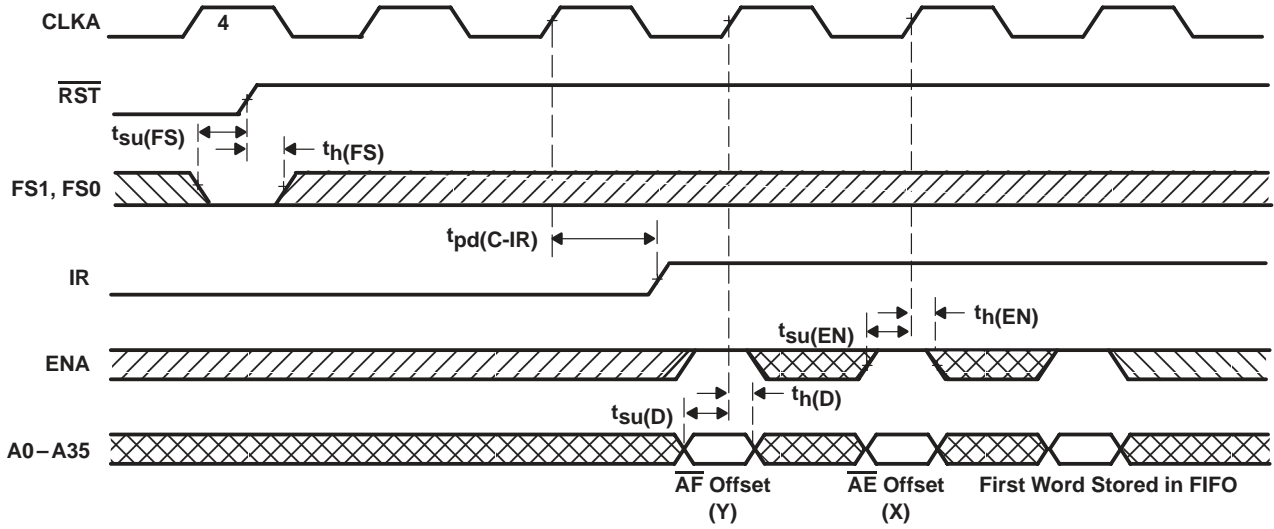 CLKA
4
RST
tsu(FS)
th(FS)
FS1, FS0
tpd(C-IR)
IR
th(EN)
tsu(EN)
ENA
tsu(D)
th(D)
A0–A35
AF Offset
(Y)
AE Offset
(X)
First Word Stored in FIFO